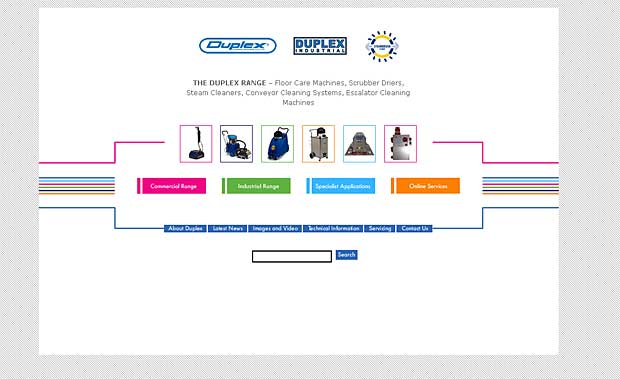 Duplex
DUPLEX
INDUSTRIAL
THE DUPLEX RANGE – Floor Care Machines, Scrubber Driers,
Steam Cleaners, Conveyor Cleaning Systems, Escalator Cleaning
Machines
Commercial Range
Industrial Range
Specialist Applications
Online Services
About Duplex
Latest News
Images and Video
Technical Information
Servicing
Contact Us
Search